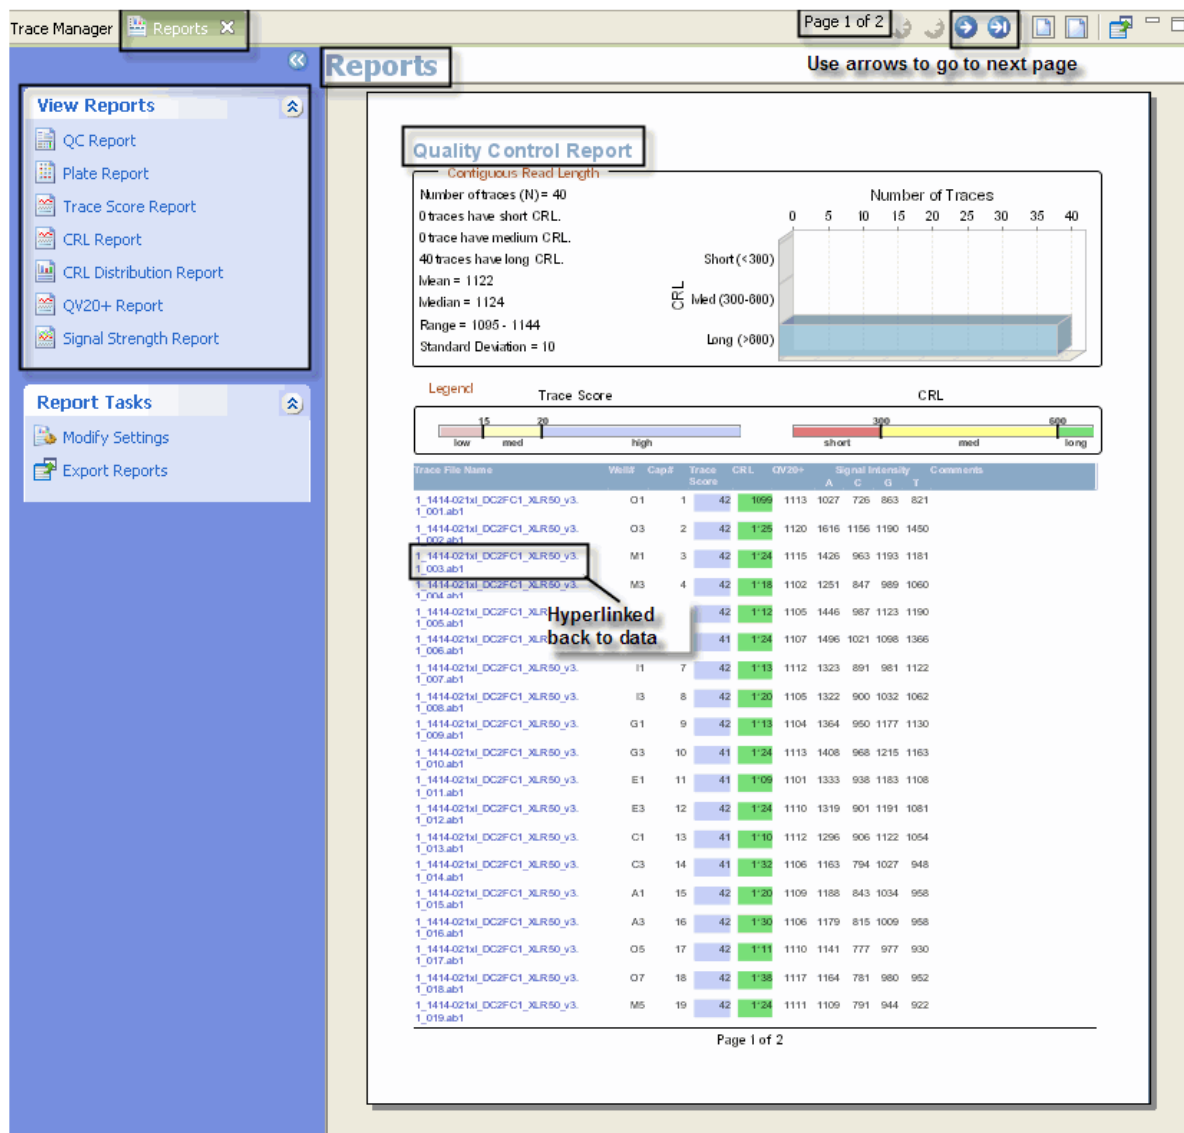 Trace Manager Reports Page 1 of 2
Use arrows to go to next page
Reports
View Reports
QC Report
Plate Report
Trace Score Report
CRL Report
CRL Distribution Report
QV20+ Report
Signal Strength Report
Report Tasks
Modify Settings
Export Reports
Quality Control Report
Contiguous Read Length
Number of traces (N) = 40
0 traces have short CRL.
0 trace have medium CRL.
40 traces have long CRL.
Mean = 1122
Median = 1124
Range = 1095 - 1144
Standard Deviation = 10
Number of Traces
0 5 10 15 20 25 30 35 40
CRL
Short (<300)
Med (300-600)
Long (>600)
Legend
Trace Score CRL
15 20 300 600
low med high short med long
Trace File Name Well# Cap# Trace CRL QV20+ Signal Intensity Comments
Score A C G T
1_1414-021xl_DC2FC1_XLR50_v3. O1 1 42 1099 1113 1027 726 863 821
1_001.ab1
1_1414-021xl_DC2FC1_XLR50_v3. O3 2 42 1125 1120 1616 1156 1190 1450
1_002.ab1
1_1414-021xl_DC2FC1_XLR50_v3. M1 3 42 1124 1115 1426 963 1193 1181
1_003.ab1
1_1414-021xl_DC2FC1_XLR50_v3. M3 4 42 1118 1102 1251 847 989 1060
1_004.ab1
1_1414-021xl_DC2FC1_XLR 42 1112 1105 1446 987 1123 1190
1_005.ab1
1_1414-021xl_DC2FC1_XLR50_v 41 1124 1107 1496 1021 1098 1366
1_006.ab1
Hyperlinked
back to data
1_1414-021xl_DC2FC1_XLR50_v3. I1 7 42 1113 1112 1323 891 981 1122
1_007.ab1
1_1414-021xl_DC2FC1_XLR50_v3. I3 8 42 1120 1105 1322 900 1032 1062
1_008.ab1
1_1414-021xl_DC2FC1_XLR50_v3. G1 9 42 1113 1104 1364 950 1177 1130
1_009.ab1
1_1414-021xl_DC2FC1_XLR50_v3. G3 10 41 1124 1113 1408 968 1215 1163
1_010.ab1
1_1414-021xl_DC2FC1_XLR50_v3. E1 11 41 1109 1101 1333 938 1183 1108
1_011.ab1
1_1414-021xl_DC2FC1_XLR50_v3. E3 12 42 1124 1110 1319 901 1191 1081
1_012.ab1
1_1414-021xl_DC2FC1_XLR50_v3. C1 13 41 1110 1112 1296 906 1122 1054
1_013.ab1
1_1414-021xl_DC2FC1_XLR50_v3. C3 14 41 1132 1106 1163 794 1027 948
1_014.ab1
1_1414-021xl_DC2FC1_XLR50_v3. A1 15 42 1120 1109 1188 843 1034 958
1_015.ab1
1_1414-021xl_DC2FC1_XLR50_v3. A3 16 42 1130 1106 1179 815 1009 958
1_016.ab1
1_1414-021xl_DC2FC1_XLR50_v3. O5 17 42 1111 1110 1141 777 977 930
1_017.ab1
1_1414-021xl_DC2FC1_XLR50_v3. O7 18 42 1138 1117 1164 781 980 952
1_018.ab1
1_1414-021xl_DC2FC1_XLR50_v3. M5 19 42 1124 1111 1109 791 944 922
1_019.ab1
Page 1 of 2